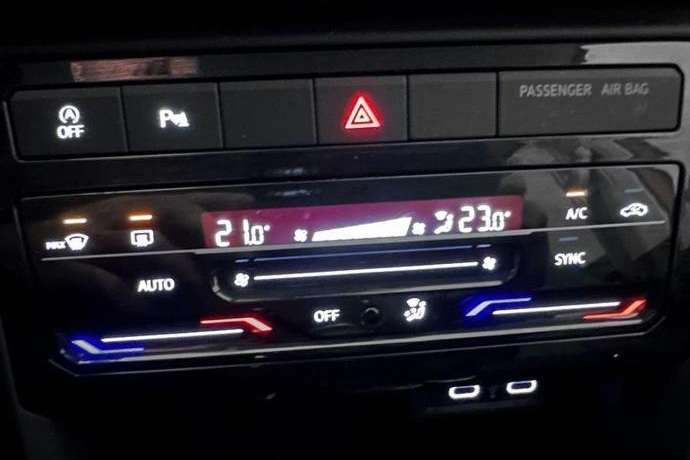 OFF
P
PASSENGER AIR BAG
MAX
21.0°
23.0°
A/C
AUTO
SYNC
OFF